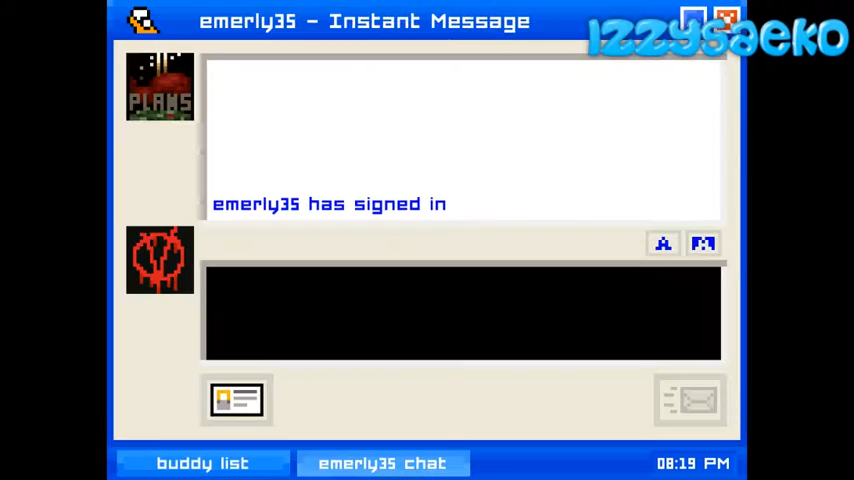 emerly35 - Instant Message
IZZYSAEKO
PLANS
emerly35 has signed in
A
M
buddy list
emerly35 chat
08:19 PM